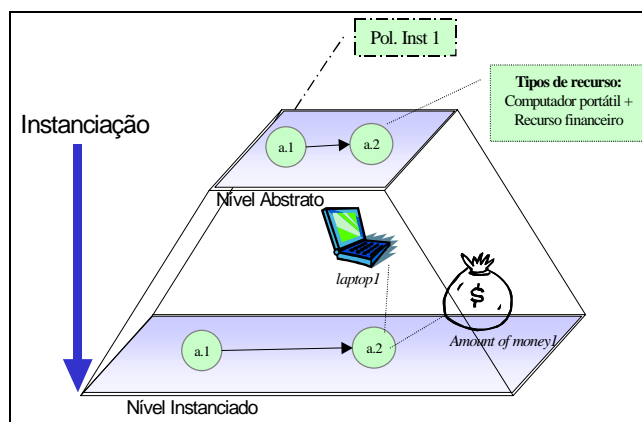 Pol. Inst 1
Tipos de recurso:
Computador portátil +
Recurso financeiro
Instanciação
a.1
a.2
Nível Abstrato
laptop1
$
Amount of money1
a.1
a.2
Nível Instanciado